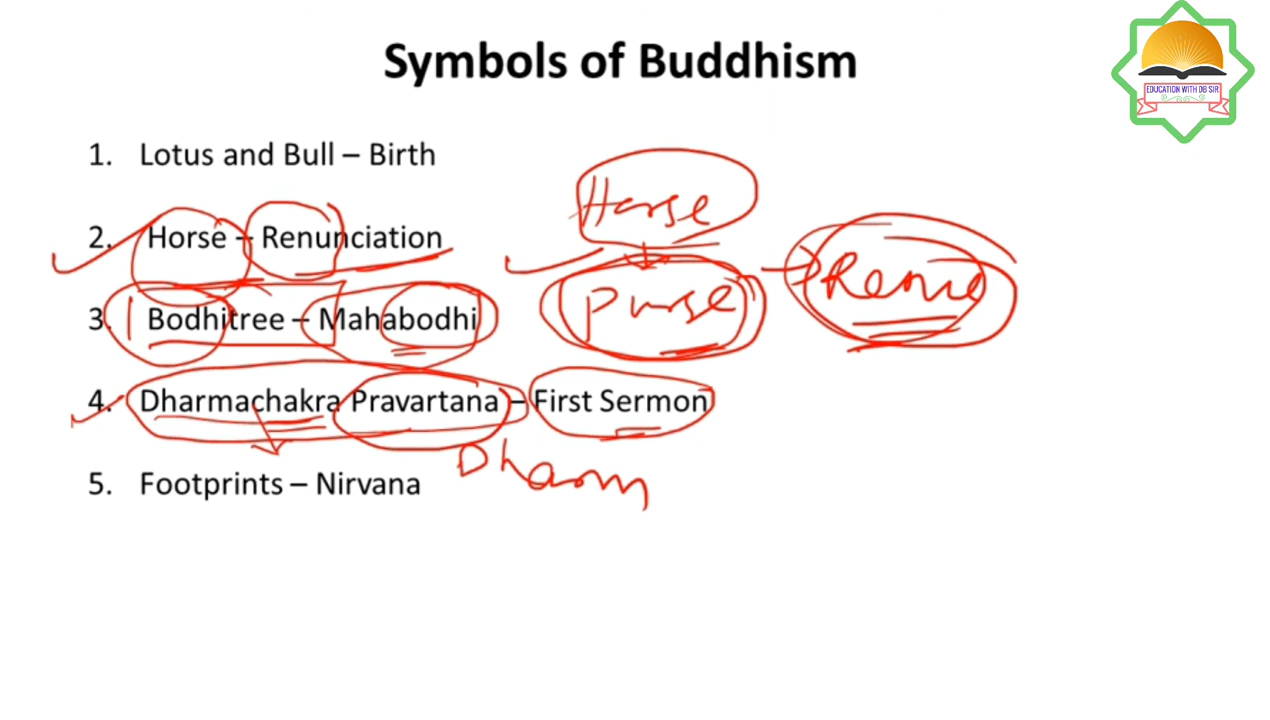 Symbols of Buddhism
EDUCATION WITH DB SIR
1. Lotus and Bull – Birth
Horse
2. Horse – Renunciation
Purse
Renu
3. Bodhitree – Mahabodhi
4. Dharmachakra Pravartana – First Sermon
Dharm
5. Footprints – Nirvana